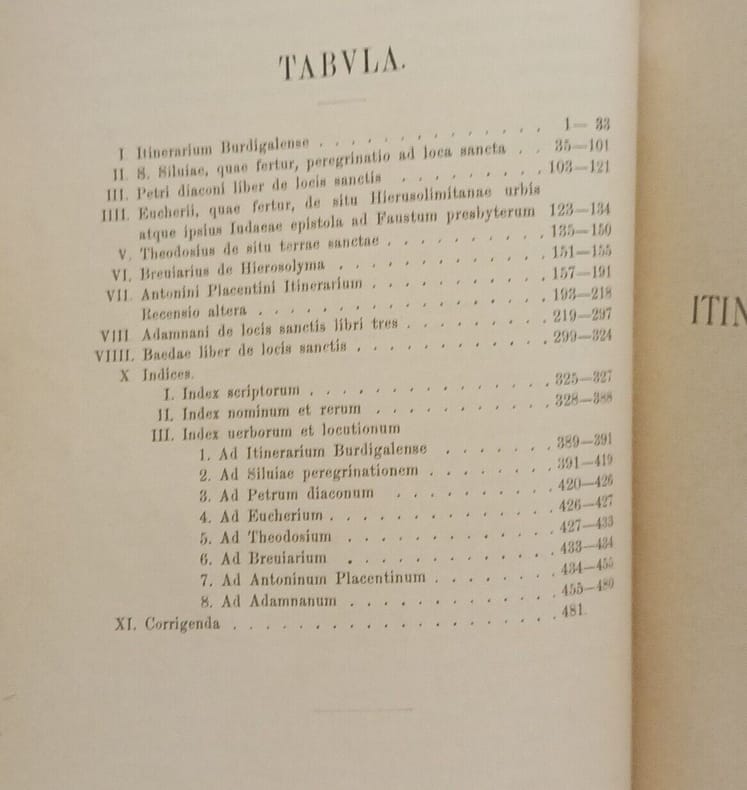 TABVLA.
I Itinerarium Burdigalense . . . . . . . . . . . . . 1—33
II S. Siluiae, quae fertur, peregrinatio ad loca sancta . . 35—101
III. Petri diaconi liber de locis sanctis . . . . . . . . . 103—121
IIII. Eucherii, quae fertur, de situ Hierusolimitanae urbis
atque ipsius Iudaeae epistola ad Faustum presbyterum 123—134
V. Theodosius de situ terrae sanctae . . . . . . . . . 135—150
VI. Breuiarius de Hierosolyma . . . . . . . . . . . . 151—155
VII. Antonini Placentini Itinerarium . . . . . . . . . . 157—191
Recensio altera . . . . . . . . . . . . . . . . 193—218
VIII Adamnani de locis sanctis libri tres . . . . . . . . 219—297
VIIII. Baedae liber de locis sanctis . . . . . . . . . . . 299—324
X Indices.
I. Index scriptorum . . . . . . . . . . . . . . 325—327
II. Index nominum et rerum . . . . . . . . . . . 328—388
III. Index uerborum et locutionum
1. Ad Itinerarium Burdigalense . . . . . . . 389—391
2. Ad Siluiae peregrinationem . . . . . . . . 391—419
3. Ad Petrum diaconum . . . . . . . . . . 420—426
4. Ad Eucherium . . . . . . . . . . . . . 426—427
5. Ad Theodosium . . . . . . . . . . . . 427—433
6. Ad Breuiarium . . . . . . . . . . . . 433—434
7. Ad Antoninum Placentinum . . . . . . . . 434—455
8. Ad Adamnanum . . . . . . . . . . . . 455—480
XI. Corrigenda . . . . . . . . . . . . . . . . . . 481.
ITIN